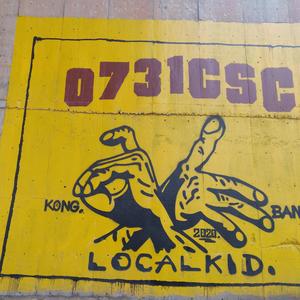 0731CSC
KONG. BAN
2020.
LOCALKID.